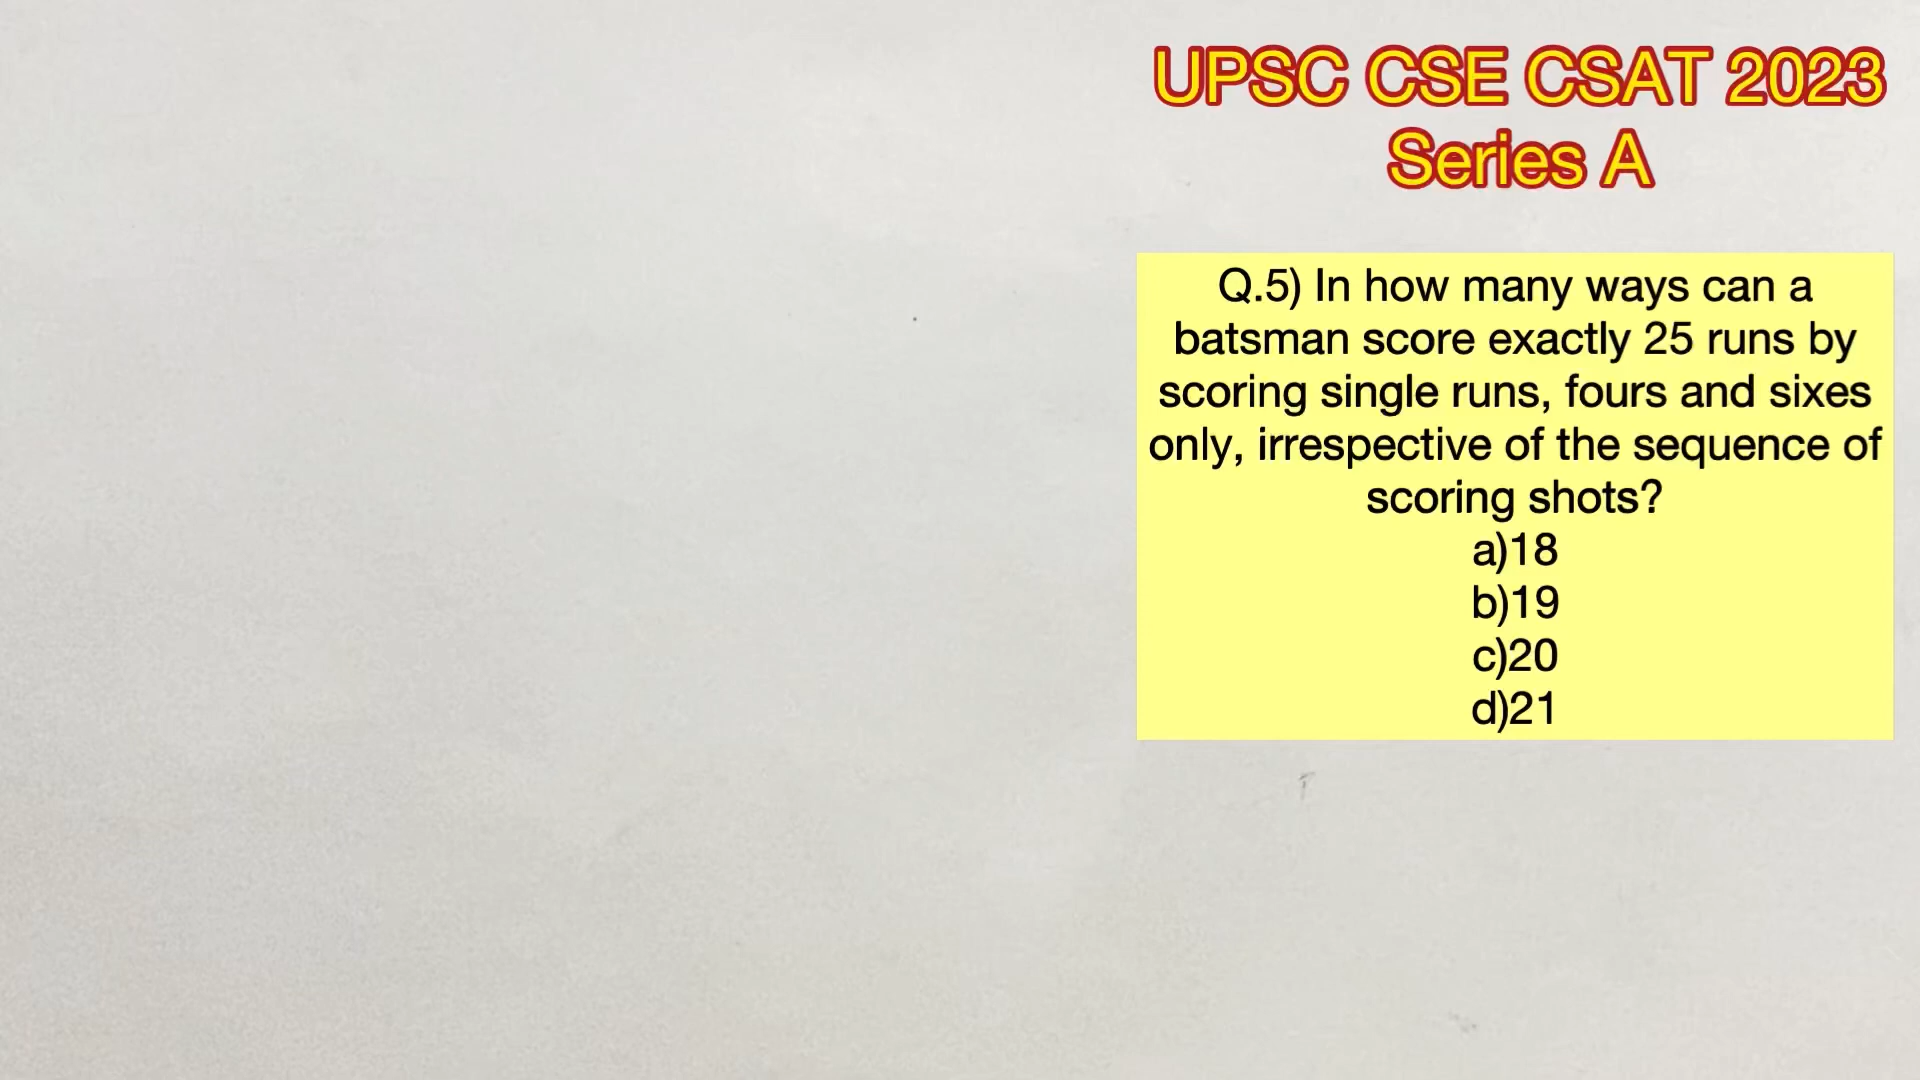 UPSC CSE CSAT 2023
Series A
Q.5) In how many ways can a
batsman score exactly 25 runs by
scoring single runs, fours and sixes
only, irrespective of the sequence of
scoring shots?
a)18
b)19
c)20
d)21